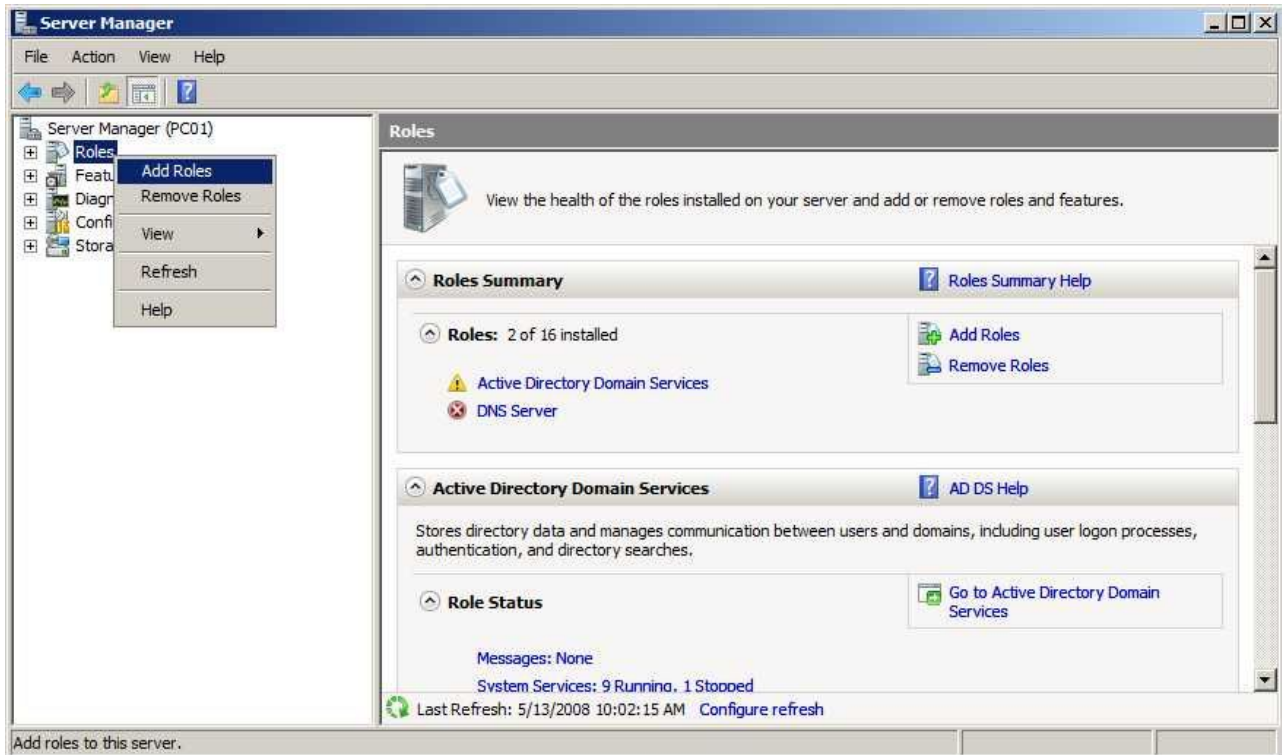 Server Manager
File Action View Help
Server Manager (PC01)
Roles
Featu
Diagn
Confi
Stora
Add Roles
Remove Roles
View
Refresh
Help
Roles
View the health of the roles installed on your server and add or remove roles and features.
Roles Summary
Roles Summary Help
Roles: 2 of 16 installed
Add Roles
Remove Roles
Active Directory Domain Services
DNS Server
Active Directory Domain Services
AD DS Help
Stores directory data and manages communication between users and domains, including user logon processes,
authentication, and directory searches.
Role Status
Go to Active Directory Domain
Services
Messages: None
System Services: 9 Running, 1 Stopped
Last Refresh: 5/13/2008 10:02:15 AM Configure refresh
Add roles to this server.